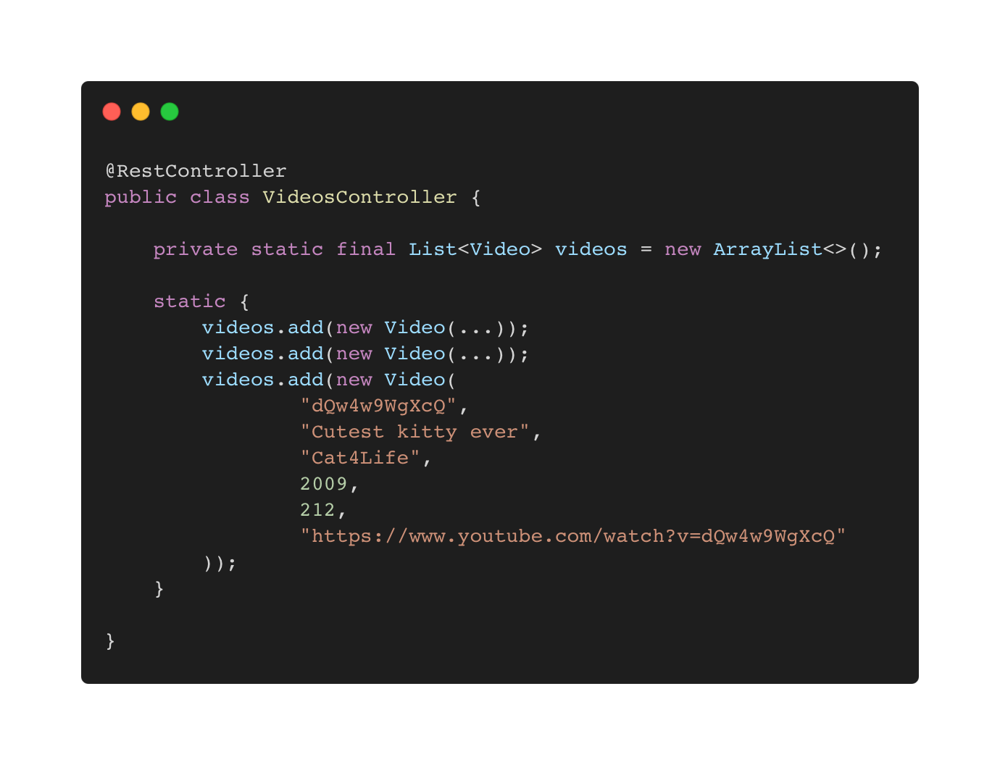 @RestController
public class VideosController {
private static final List<Video> videos = new ArrayList<>();
static {
videos.add(new Video(...));
videos.add(new Video(...));
videos.add(new Video(
"dQw4w9WgXcQ",
"Cutest kitty ever",
"Cat4Life",
2009,
212,
"https://www.youtube.com/watch?v=dQw4w9WgXcQ"
));
}
}